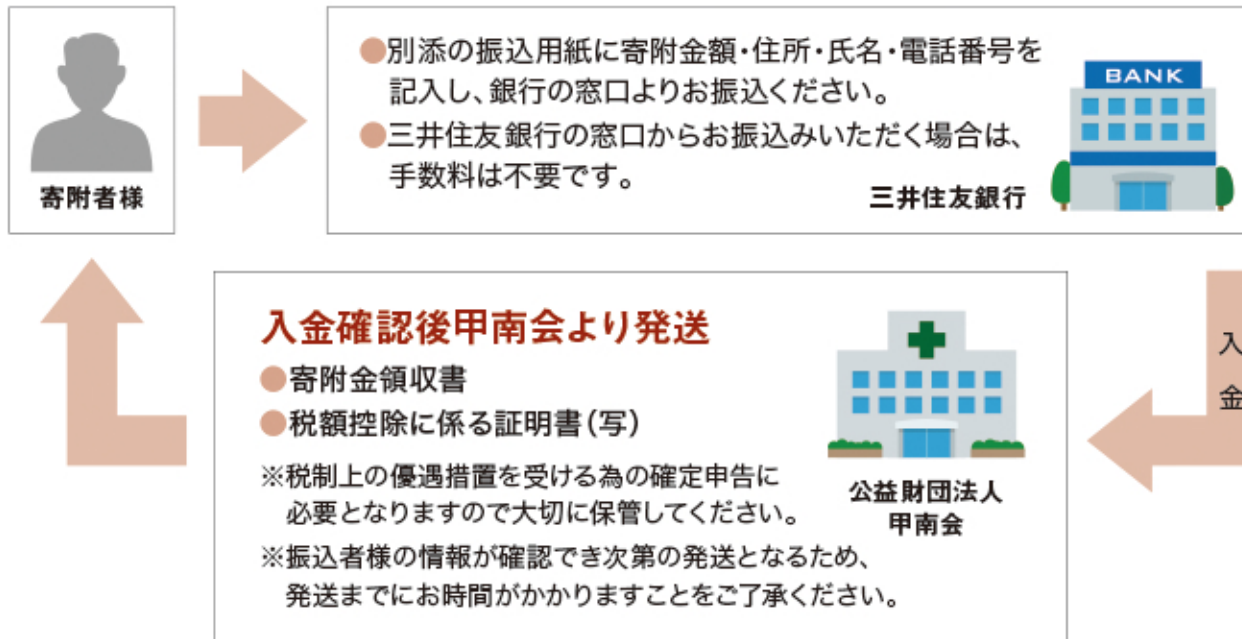 寄附者様
●別添の振込用紙に寄附金額・住所・氏名・電話番号を
記入し、銀行の窓口よりお振込ください。
●三井住友銀行の窓口からお振込みいただく場合は、
手数料は不要です。
三井住友銀行
BANK
入
金
入金確認後甲南会より発送
●寄附金領収書
●税額控除に係る証明書(写)
※税制上の優遇措置を受ける為の確定申告に
必要となりますので大切に保管してください。
※振込者様の情報が確認でき次第の発送となるため、
発送までにお時間がかかりますことをご了承ください。
公益財団法人
甲南会